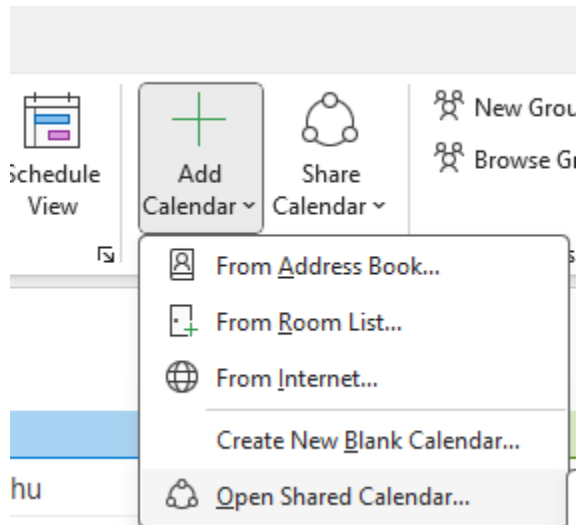 Schedule
View
Add
Calendar
Share
Calendar
New Grou
Browse G
From Address Book...
From Room List...
From Internet...
Create New Blank Calendar...
Open Shared Calendar...
hu